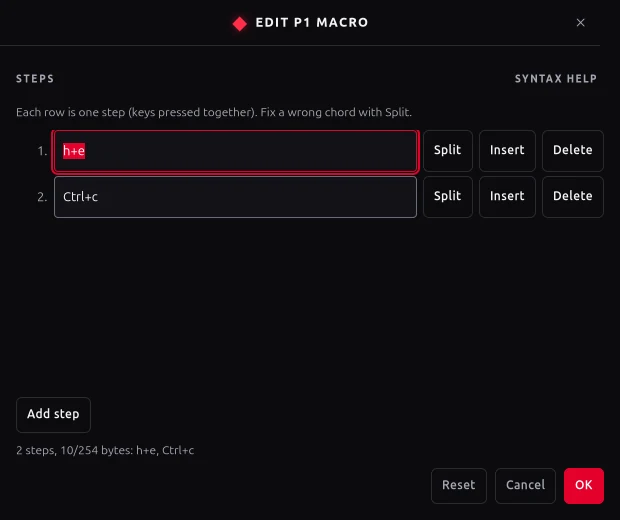 EDIT P1 MACRO
STEPS SYNTAX HELP
Each row is one step (keys pressed together). Fix a wrong chord with Split.
1. h+e Split Insert Delete
2. Ctrl+c Split Insert Delete
Add step
2 steps, 10/254 bytes: h+e, Ctrl+c
Reset Cancel OK